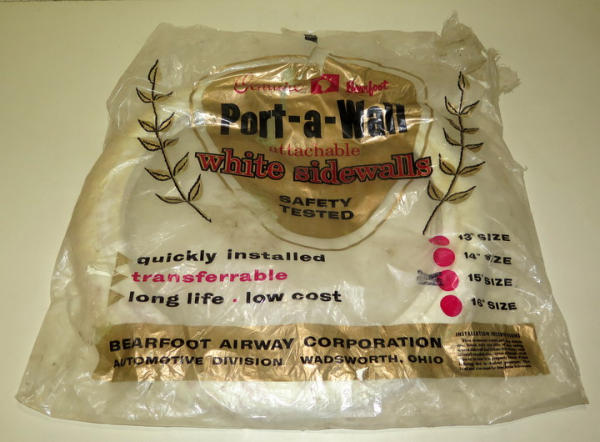 Genuine Bearfoot
Port-a-Wall
attachable
white sidewalls
SAFETY
TESTED
quickly installed
transferrable
long life . low cost
13" SIZE
14" SIZE
15" SIZE
16" SIZE
BEARFOOT AIRWAY CORPORATION
AUTOMOTIVE DIVISION WADSWORTH, OHIO
INSTALLATION INSTRUCTIONS